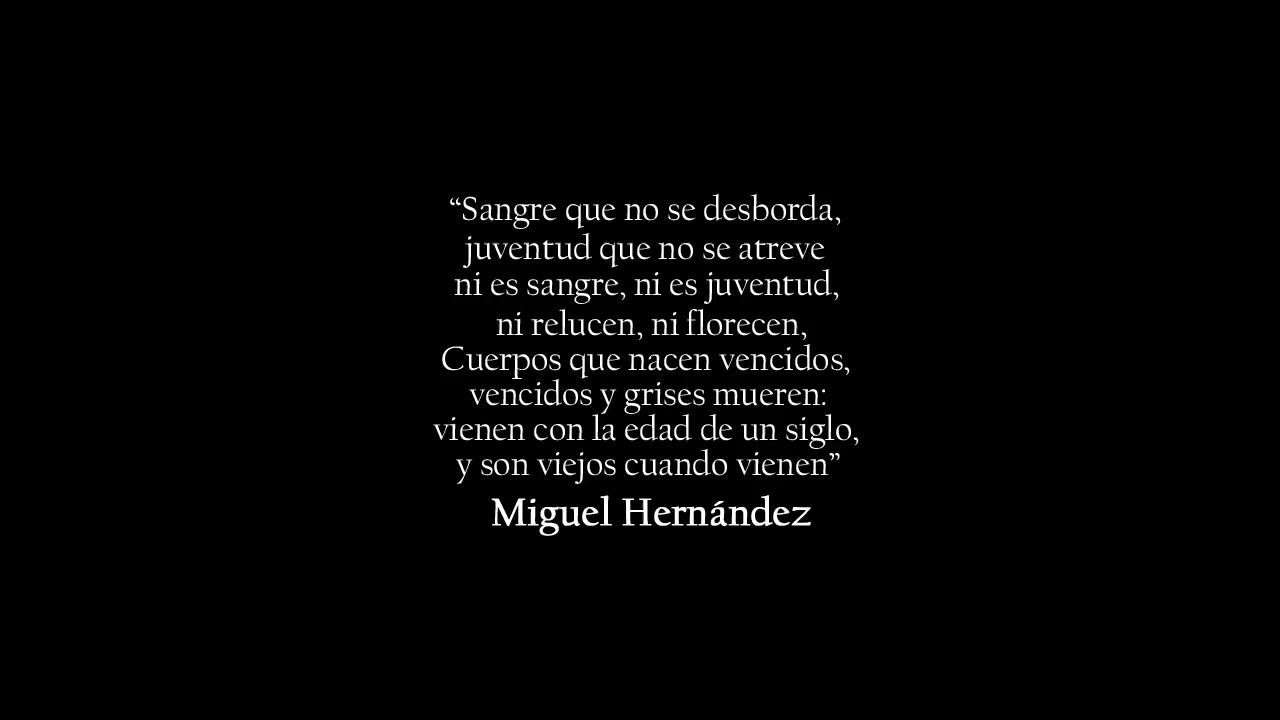 “Sangre que no se desborda,
juventud que no se atreve
ni es sangre, ni es juventud,
ni relucen, ni florecen,
Cuerpos que nacen vencidos,
vencidos y grises mueren:
vienen con la edad de un siglo,
y son viejos cuando vienen”
Miguel Hernández